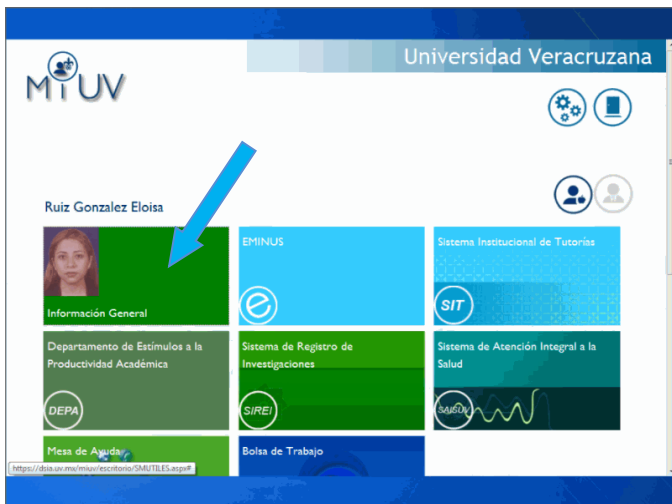 Universidad Veracruzana
MiUV
Ruiz Gonzalez Eloisa
Información General
EMINUS
e
Sistema Institucional de Tutorías
SIT
Departamento de Estímulos a la
Productividad Académica
DEPA
Sistema de Registro de
Investigaciones
SIREI
Sistema de Atención Integral a la
Salud
SAISUV
Mesa de Ayuda
Bolsa de Trabajo
https://dsia.uv.mx/miuv/escritorio/SMUTILES.aspx#